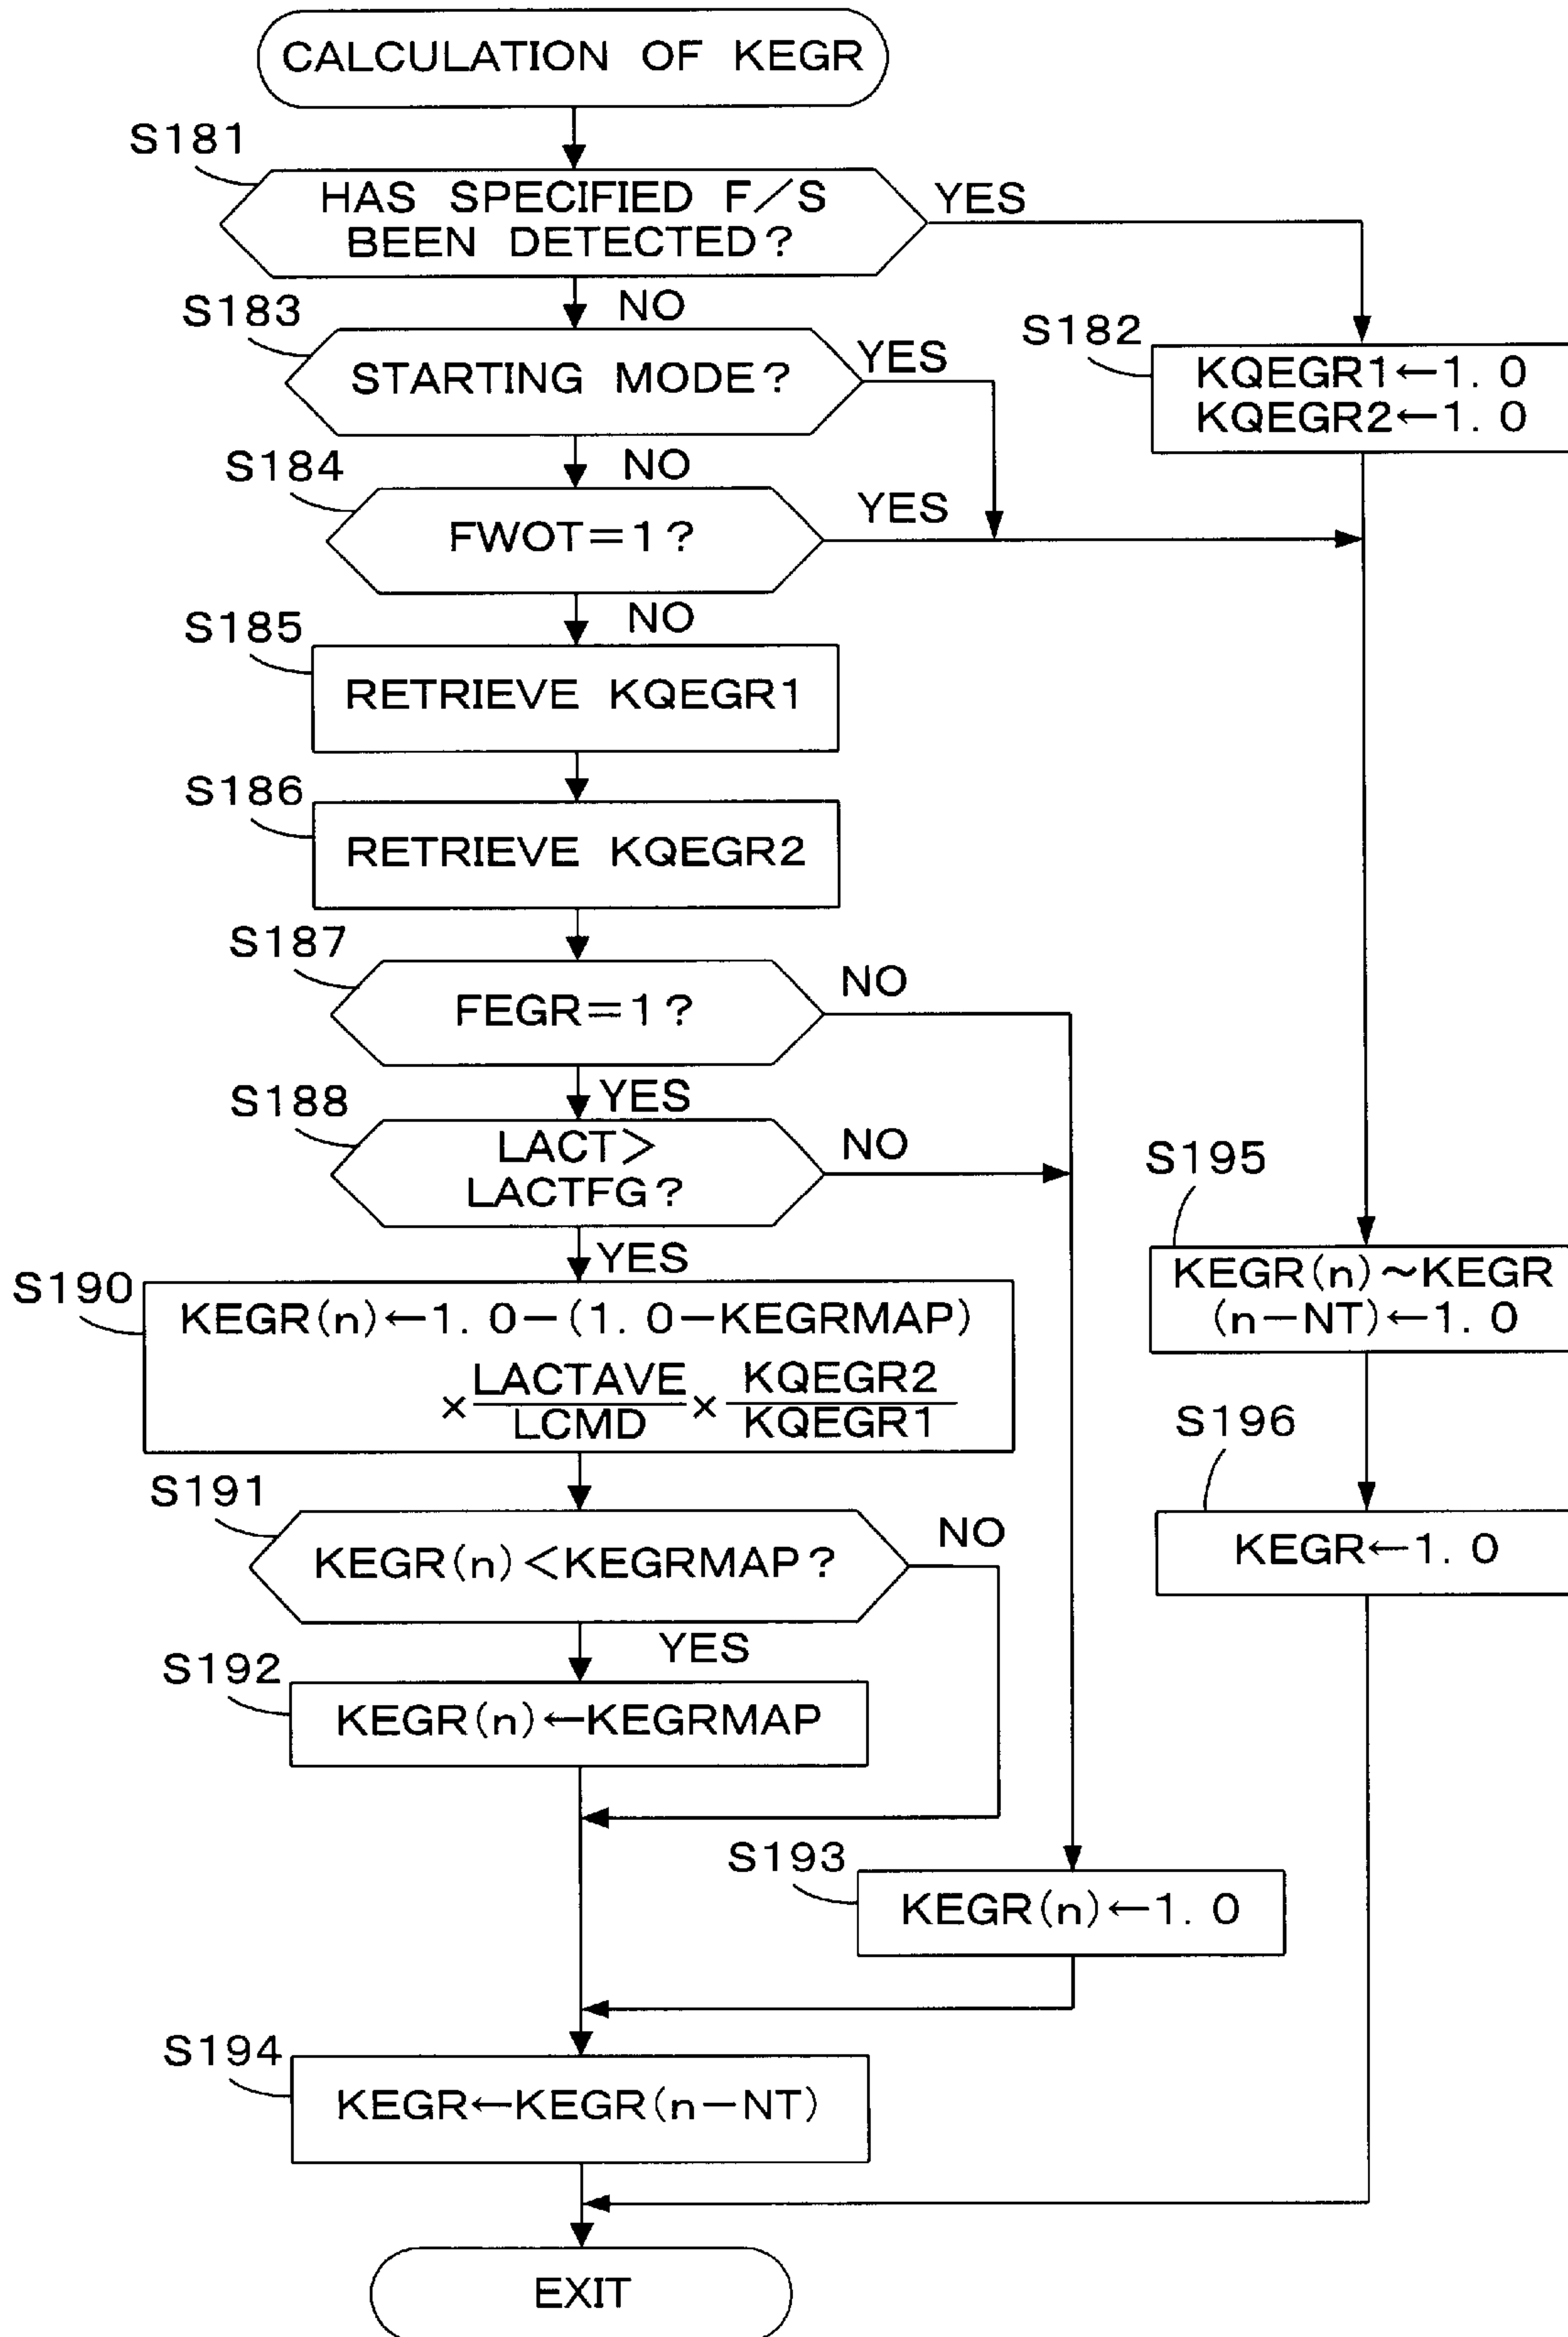 CALCULATION OF KEGR
S181
HAS SPECIFIED F/S
BEEN DETECTED?
YES
NO
S183
STARTING MODE?
YES
S182
KQEGR1←1.0
KQEGR2←1.0
NO
S184
FWOT=1?
YES
NO
S185
RETRIEVE KQEGR1
S186
RETRIEVE KQEGR2
S187
FEGR=1?
NO
YES
S188
LACT>
LACTFG?
NO
YES
S195
KEGR(n)~KEGR
(n-NT)←1.0
S190
KEGR(n)←1.0-(1.0-KEGRMAP)
×LACTAVE/LCMD×KQEGR2/KQEGR1
S196
KEGR←1.0
S191
KEGR(n)<KEGRMAP?
NO
YES
S192
KEGR(n)←KEGRMAP
S193
KEGR(n)←1.0
S194
KEGR←KEGR(n-NT)
EXIT